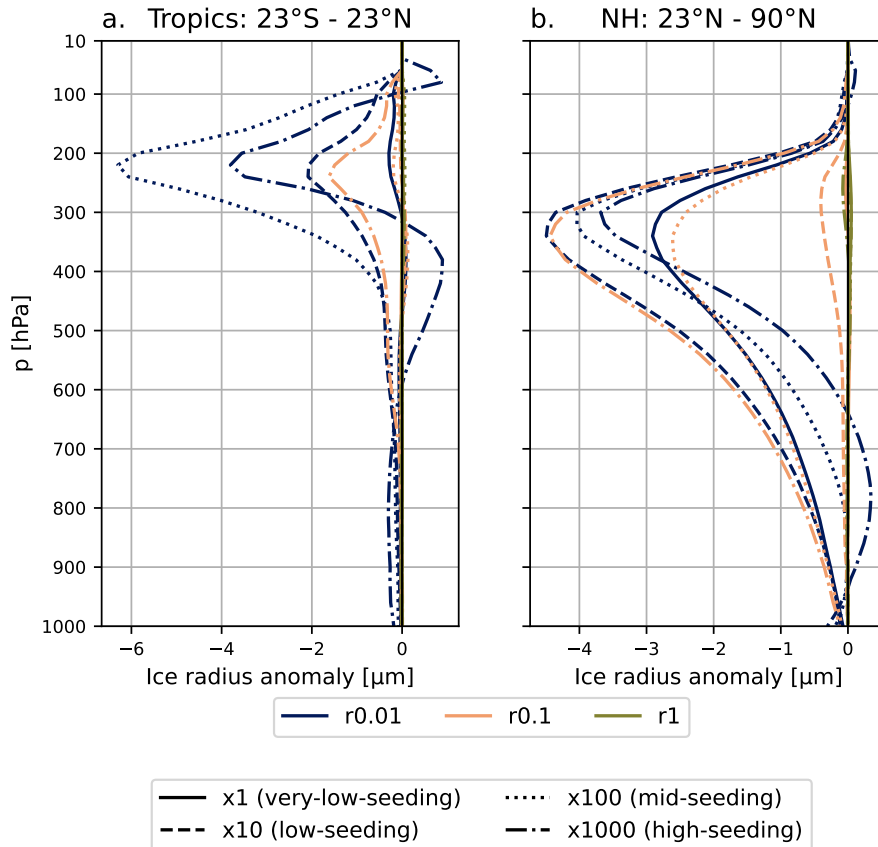 a. Tropics: 23°S - 23°N
b. NH: 23°N - 90°N
10
100
200
300
400
500
600
700
800
900
1000
p [hPa]
−6 −4 −2 0
−4 −3 −2 −1 0
Ice radius anomaly [µm]
Ice radius anomaly [µm]
r0.01 r0.1 r1
x1 (very-low-seeding) x100 (mid-seeding)
x10 (low-seeding) x1000 (high-seeding)